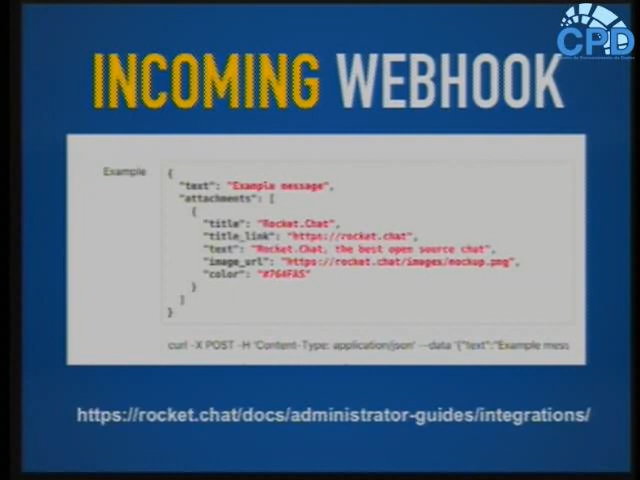 CPD
INCOMING WEBHOOK
Example
{
"text": "Example message",
"attachments": [
{
"title": "Rocket.Chat",
"title_link": "https://rocket.chat",
"text": "Rocket.Chat, the best open source chat",
"image_url": "https://rocket.chat/images/mockup.png",
"color": "#764FA5"
}
]
}
curl -X POST -H 'Content-Type: application/json' --data '{"text":"Example mess
https://rocket.chat/docs/administrator-guides/integrations/